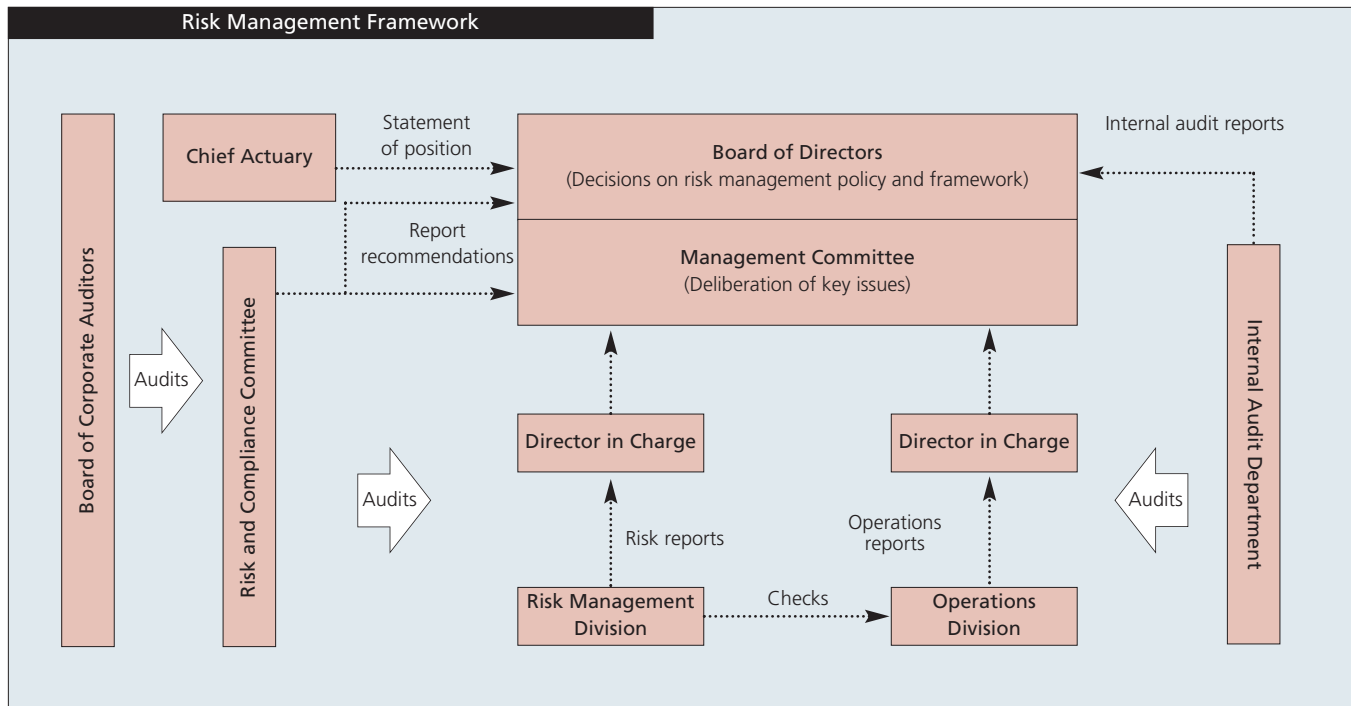 Risk Management Framework
Board of Corporate Auditors
Audits
Chief Actuary
Statement
of position
Risk and Compliance Committee
Report
recommendations
Audits
Board of Directors
(Decisions on risk management policy and framework)
Management Committee
(Deliberation of key issues)
Director in Charge
Director in Charge
Risk reports
Operations
reports
Risk Management
Division
Checks
Operations
Division
Internal audit reports
Audits
Internal Audit Department